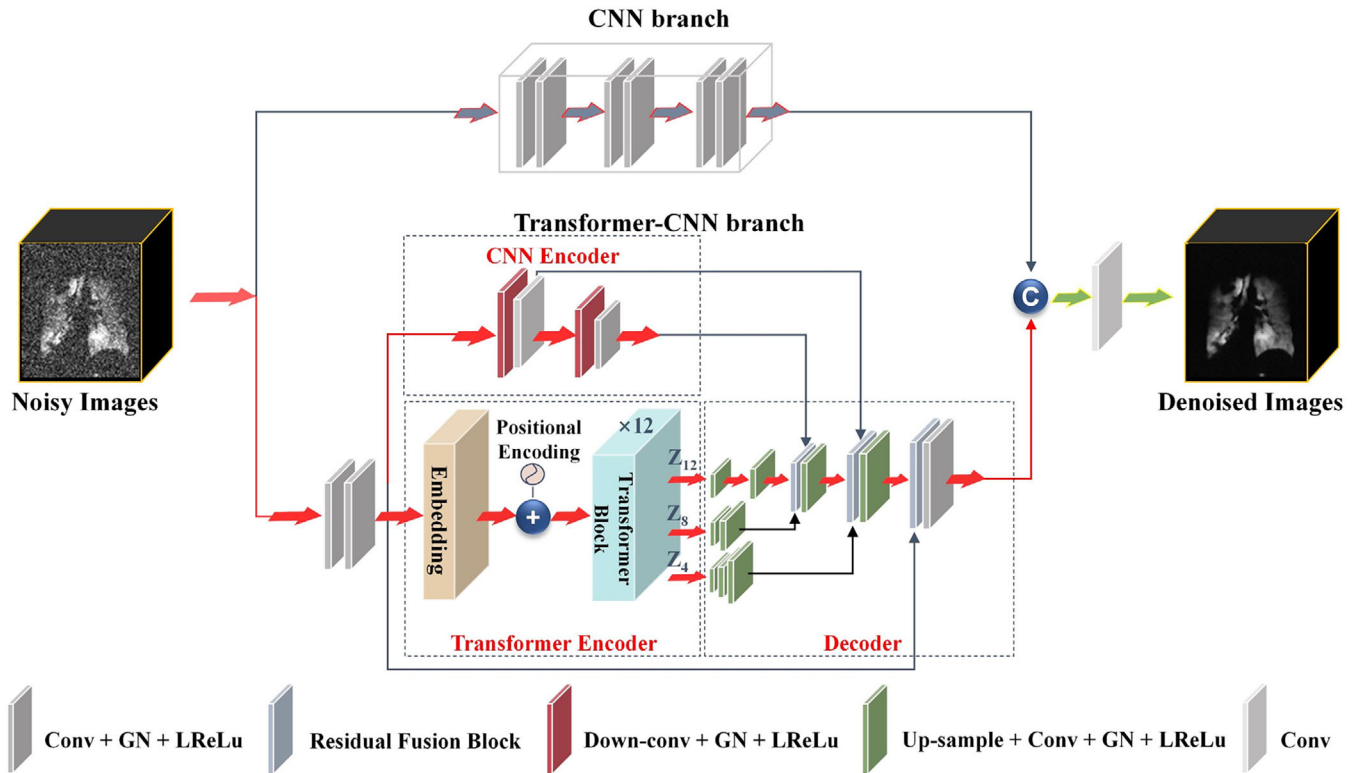 CNN branch
Transformer-CNN branch
CNN Encoder
Noisy Images
C
Denoised Images
Embedding
Positional
Encoding
+
×12
Transformer
Block
Z12
Z8
Z4
Transformer Encoder
Decoder
Conv + GN + LReLu
Residual Fusion Block
Down-conv + GN + LReLu
Up-sample + Conv + GN + LReLu
Conv